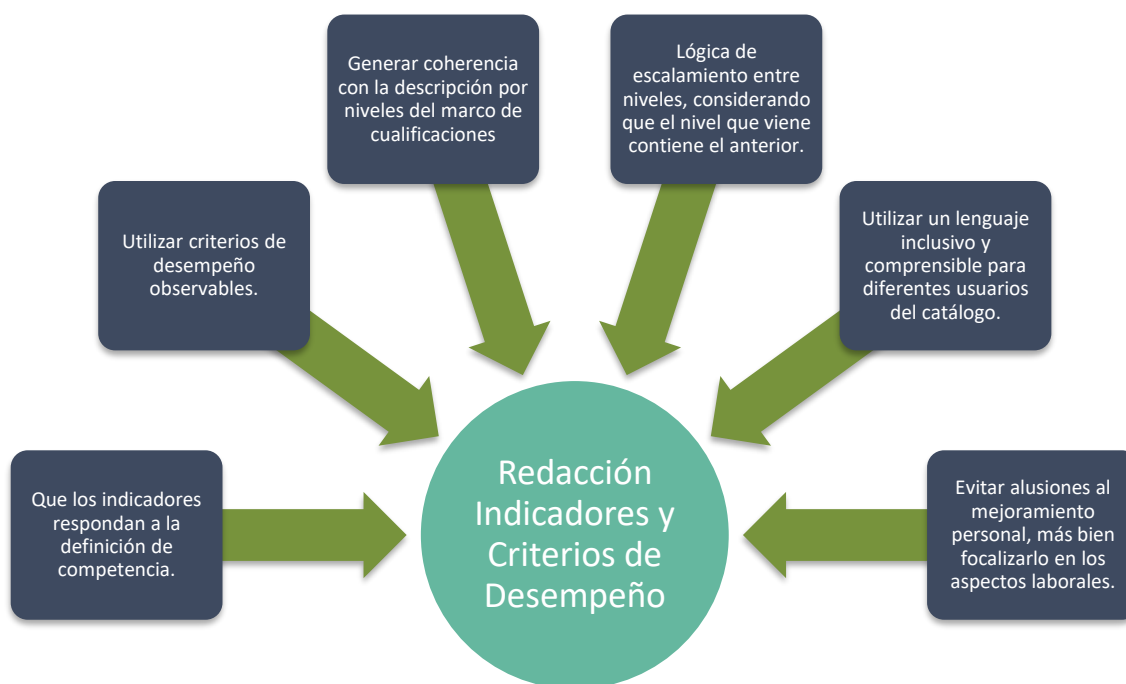 Generar coherencia
con la descripción por
niveles del marco de
cualificaciones
Lógica de
escalamiento entre
niveles, considerando
que el nivel que viene
contiene el anterior.
Utilizar criterios de
desempeño
observables.
Utilizar un lenguaje
inclusivo y
comprensible para
diferentes usuarios
del catálogo.
Que los indicadores
respondan a la
definición de
competencia.
Redacción
Indicadores y
Criterios de
Desempeño
Evitar alusiones al
mejoramiento
personal, más bien
focalizarlo en los
aspectos laborales.